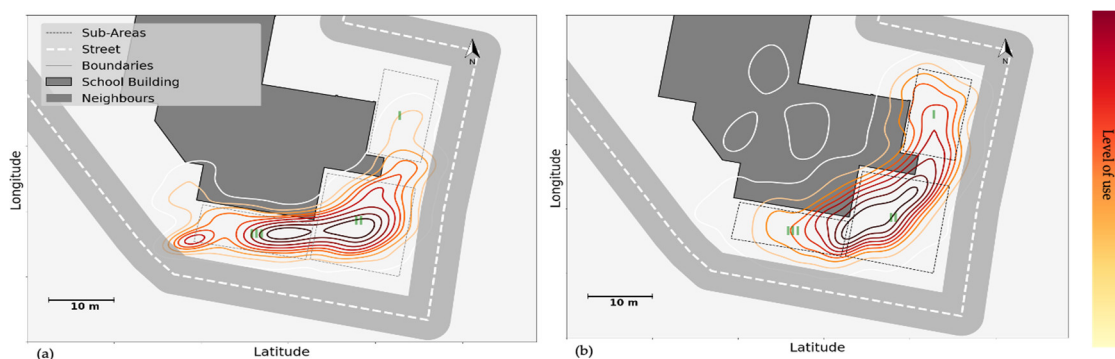 Sub-Areas
Street
Boundaries
School Building
Neighbours
N
I
II
III
10 m
Longitude
Latitude
(a)
N
I
II
III
10 m
Longitude
Latitude
(b)
Level of use